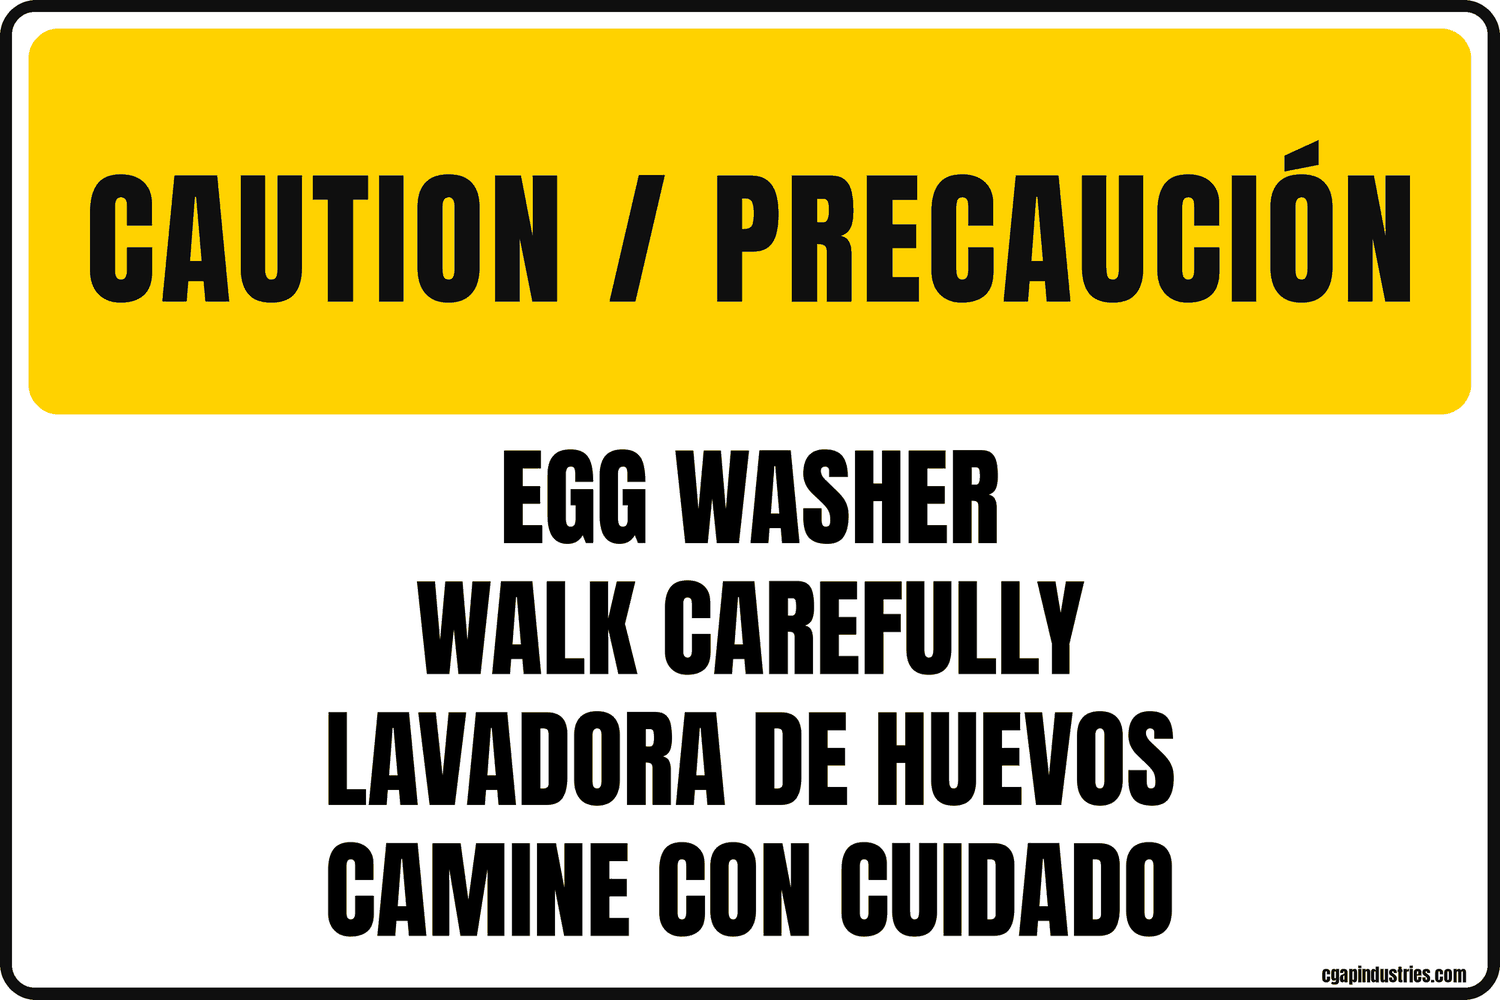 CAUTION / PRECAUCIÓN
EGG WASHER
WALK CAREFULLY
LAVADORA DE HUEVOS
CAMINE CON CUIDADO
cgapindustries.com